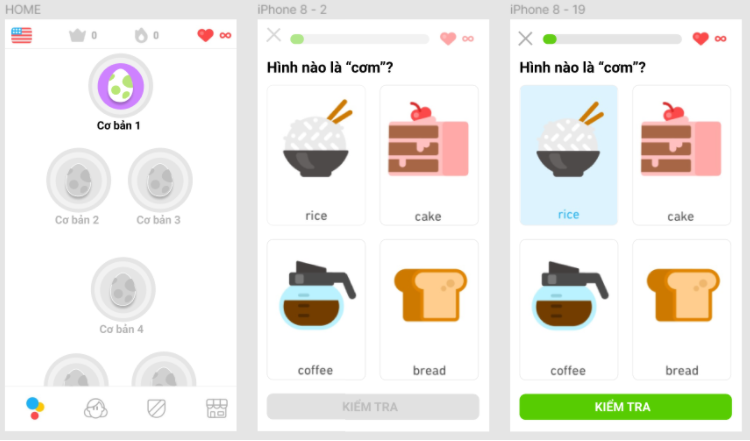 HOME
0
0
∞
Cơ bản 1
Cơ bản 2
Cơ bản 3
Cơ bản 4
iPhone 8 - 2
∞
Hình nào là “cơm”?
rice
cake
coffee
bread
KIỂM TRA
iPhone 8 - 19
∞
Hình nào là “cơm”?
rice
cake
coffee
bread
KIỂM TRA